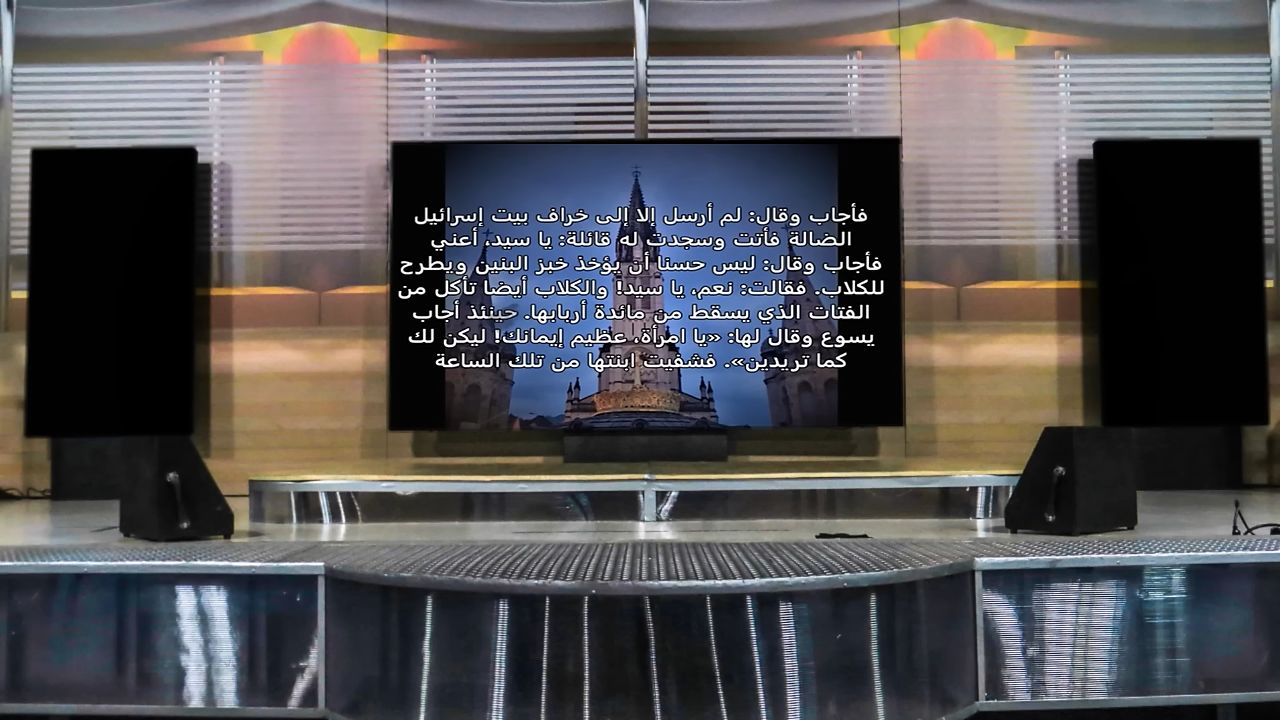 فأجاب وقال: لم أرسل إلا إلى خراف بيت إسرائيل
الضالة فأتت وسجدت له قائلة: يا سيد، أعني
فأجاب وقال: ليس حسنا أن يؤخذ خبز البنين ويطرح
للكلاب. فقالت: نعم، يا سيد! والكلاب أيضا تأكل من
الفتات الذي يسقط من مائدة أربابها. حينئذ أجاب
يسوع وقال لها: «يا امرأة، عظيم إيمانك! ليكن لك
كما تريدين». فشفيت ابنتها من تلك الساعة